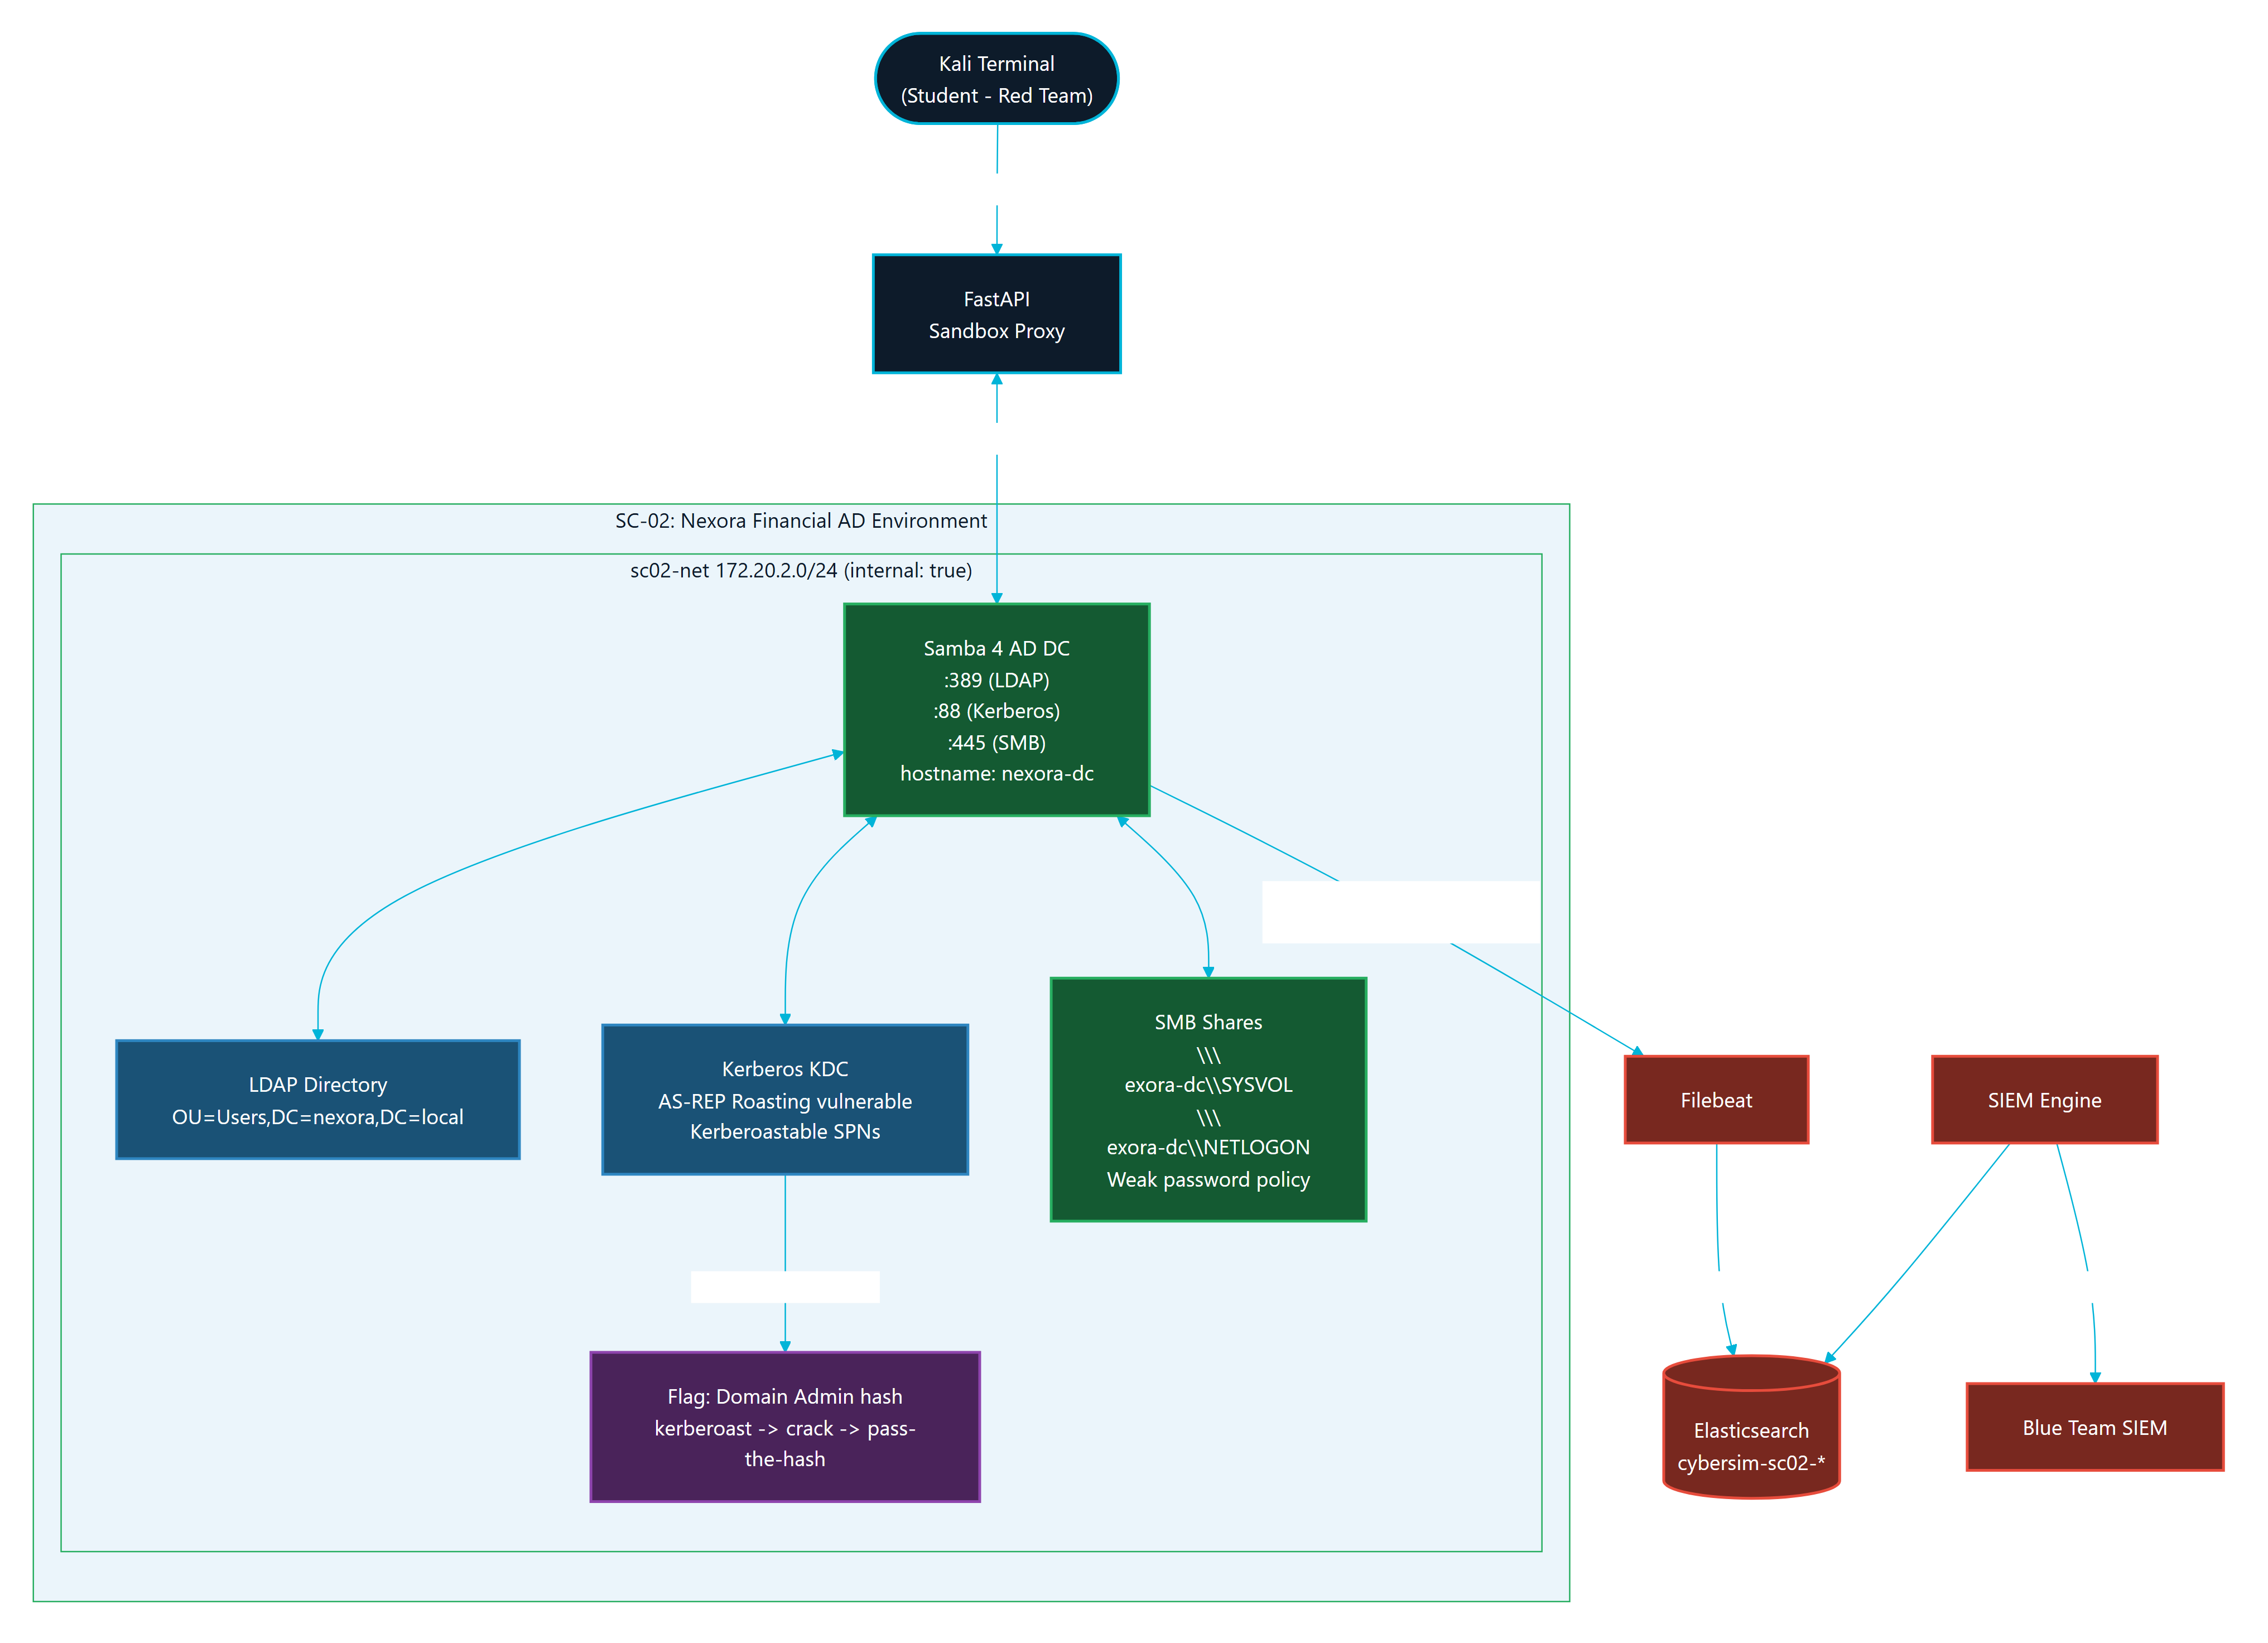 Kali Terminal
(Student - Red Team)
FastAPI
Sandbox Proxy
SC-02: Nexora Financial AD Environment
sc02-net 172.20.2.0/24 (internal: true)
Samba 4 AD DC
:389 (LDAP)
:88 (Kerberos)
:445 (SMB)
hostname: nexora-dc
LDAP Directory
OU=Users,DC=nexora,DC=local
Kerberos KDC
AS-REP Roasting vulnerable
Kerberoastable SPNs
SMB Shares
\\\
exora-dc\\SYSVOL
\\\
exora-dc\\NETLOGON
Weak password policy
Filebeat
SIEM Engine
Flag: Domain Admin hash
kerberoast -> crack -> pass-
the-hash
Elasticsearch
cybersim-sc02-*
Blue Team SIEM